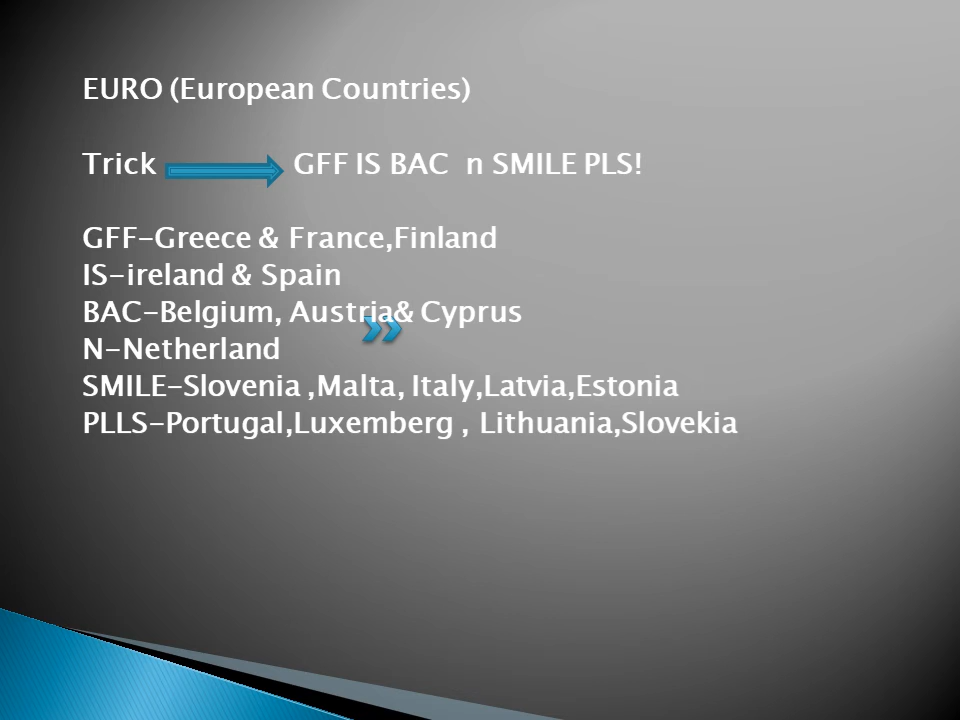 EURO (European Countries)
Trick GFF IS BAC n SMILE PLS!
GFF-Greece & France,Finland
IS-ireland & Spain
BAC-Belgium, Austria& Cyprus
N-Netherland
SMILE-Slovenia ,Malta, Italy,Latvia,Estonia
PLLS-Portugal,Luxemberg , Lithuania,Slovekia